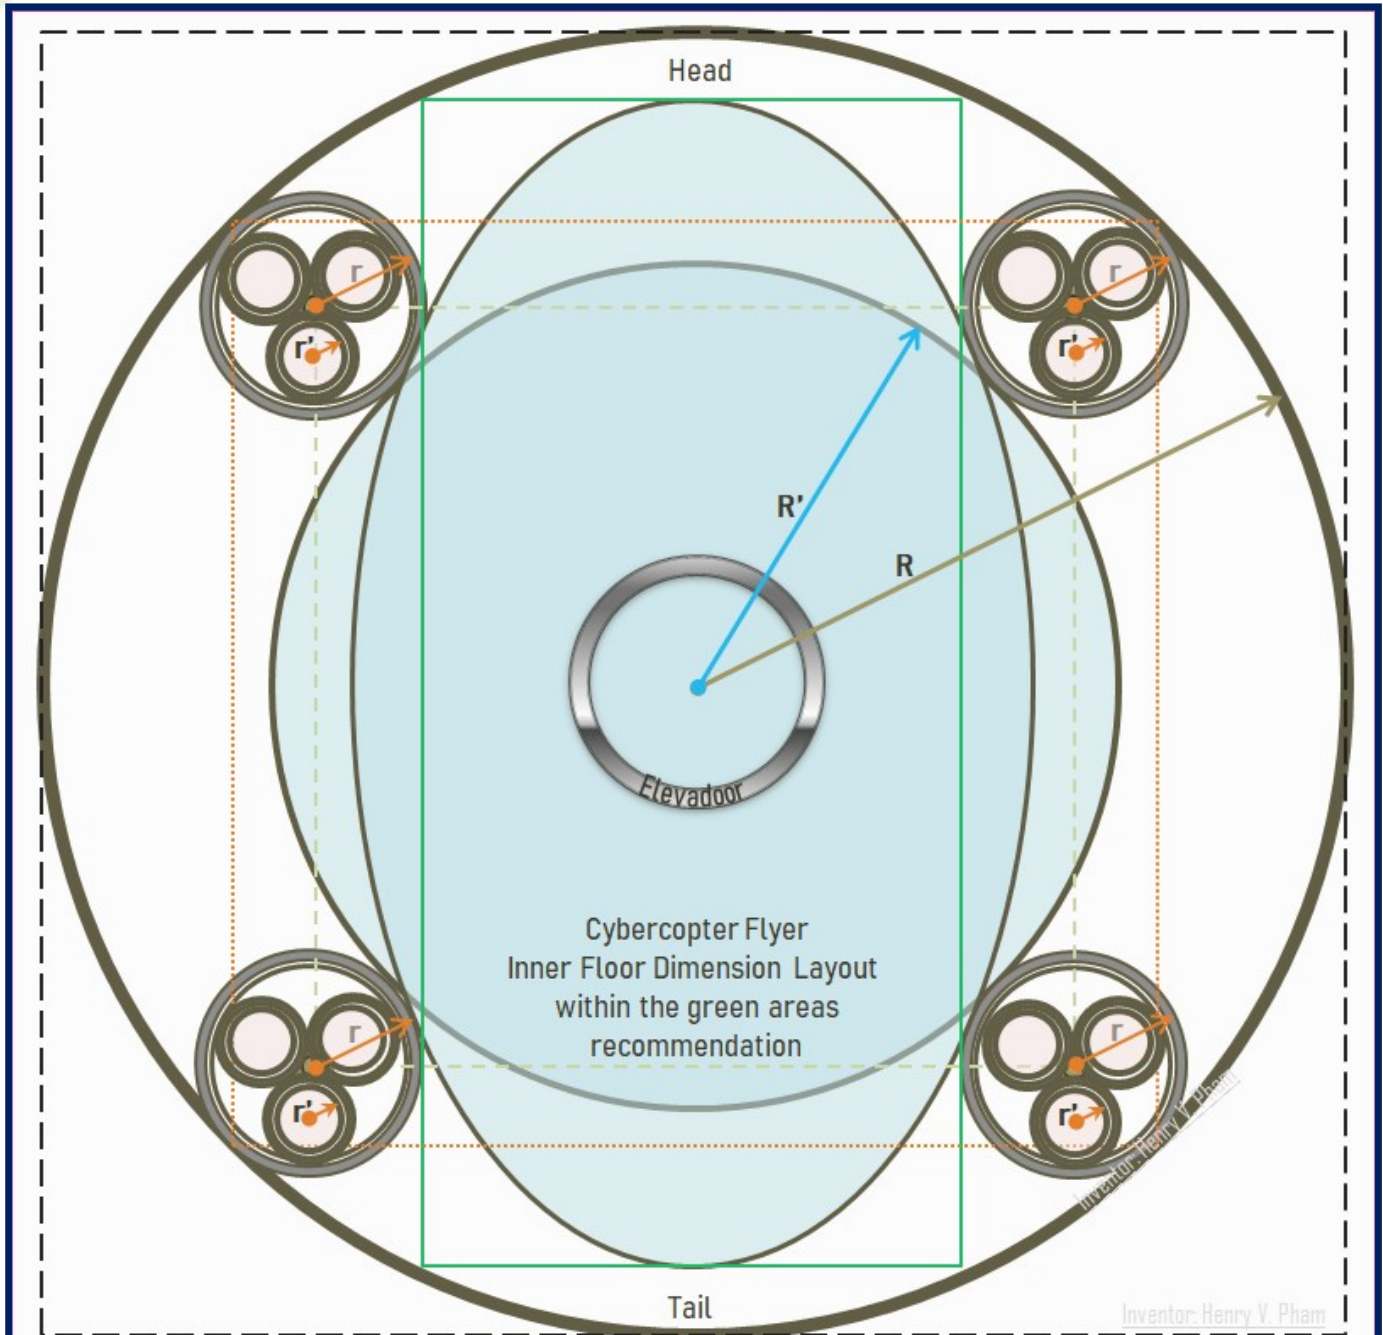 Head
r
r
r'
r'
R'
R
Elevadoor
Cybercopter Flyer
Inner Floor Dimension Layout
within the green areas
recommendation
r
r
r'
r'
Inventor: Henry V. Pham
Tail
Inventor: Henry V. Pham